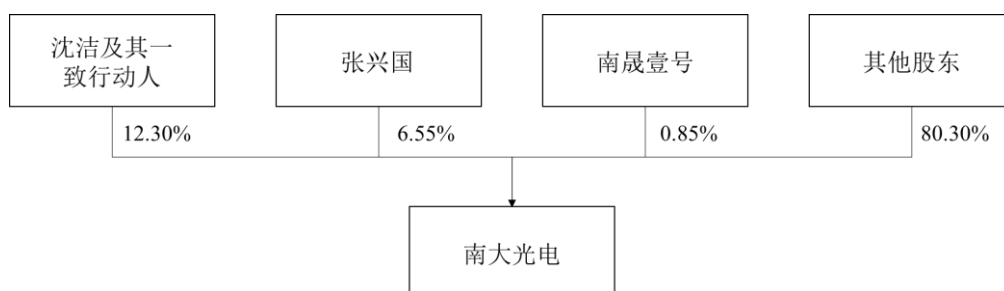 沈洁及其一
致行动人
张兴国
南晟壹号
其他股东
12.30%
6.55%
0.85%
80.30%
南大光电